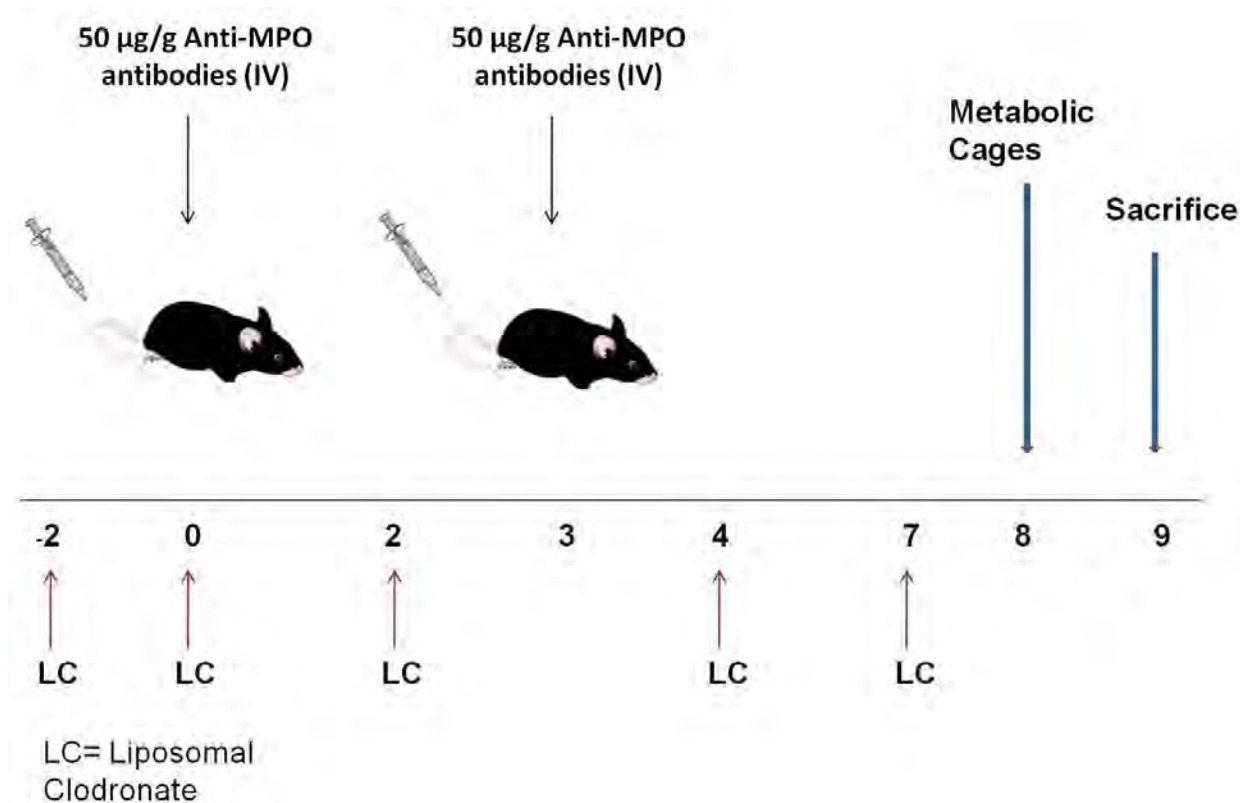 50 µg/g Anti-MPO
antibodies (IV)
50 µg/g Anti-MPO
antibodies (IV)
Metabolic
Cages
Sacrifice
-2 0 2 3 4 7 8 9
LC LC LC LC LC
LC= Liposomal
Clodronate